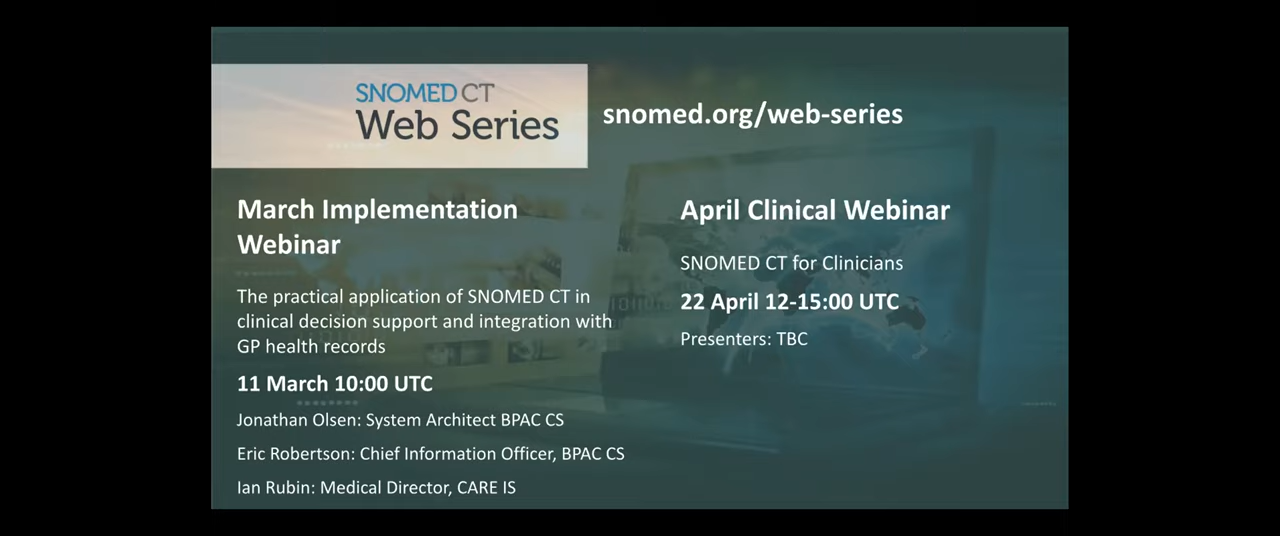 SNOMED CT
Web Series
snomed.org/web-series
March Implementation
Webinar
The practical application of SNOMED CT in
clinical decision support and integration with
GP health records
11 March 10:00 UTC
Jonathan Olsen: System Architect BPAC CS
Eric Robertson: Chief Information Officer, BPAC CS
Ian Rubin: Medical Director, CARE IS
April Clinical Webinar
SNOMED CT for Clinicians
22 April 12-15:00 UTC
Presenters: TBC